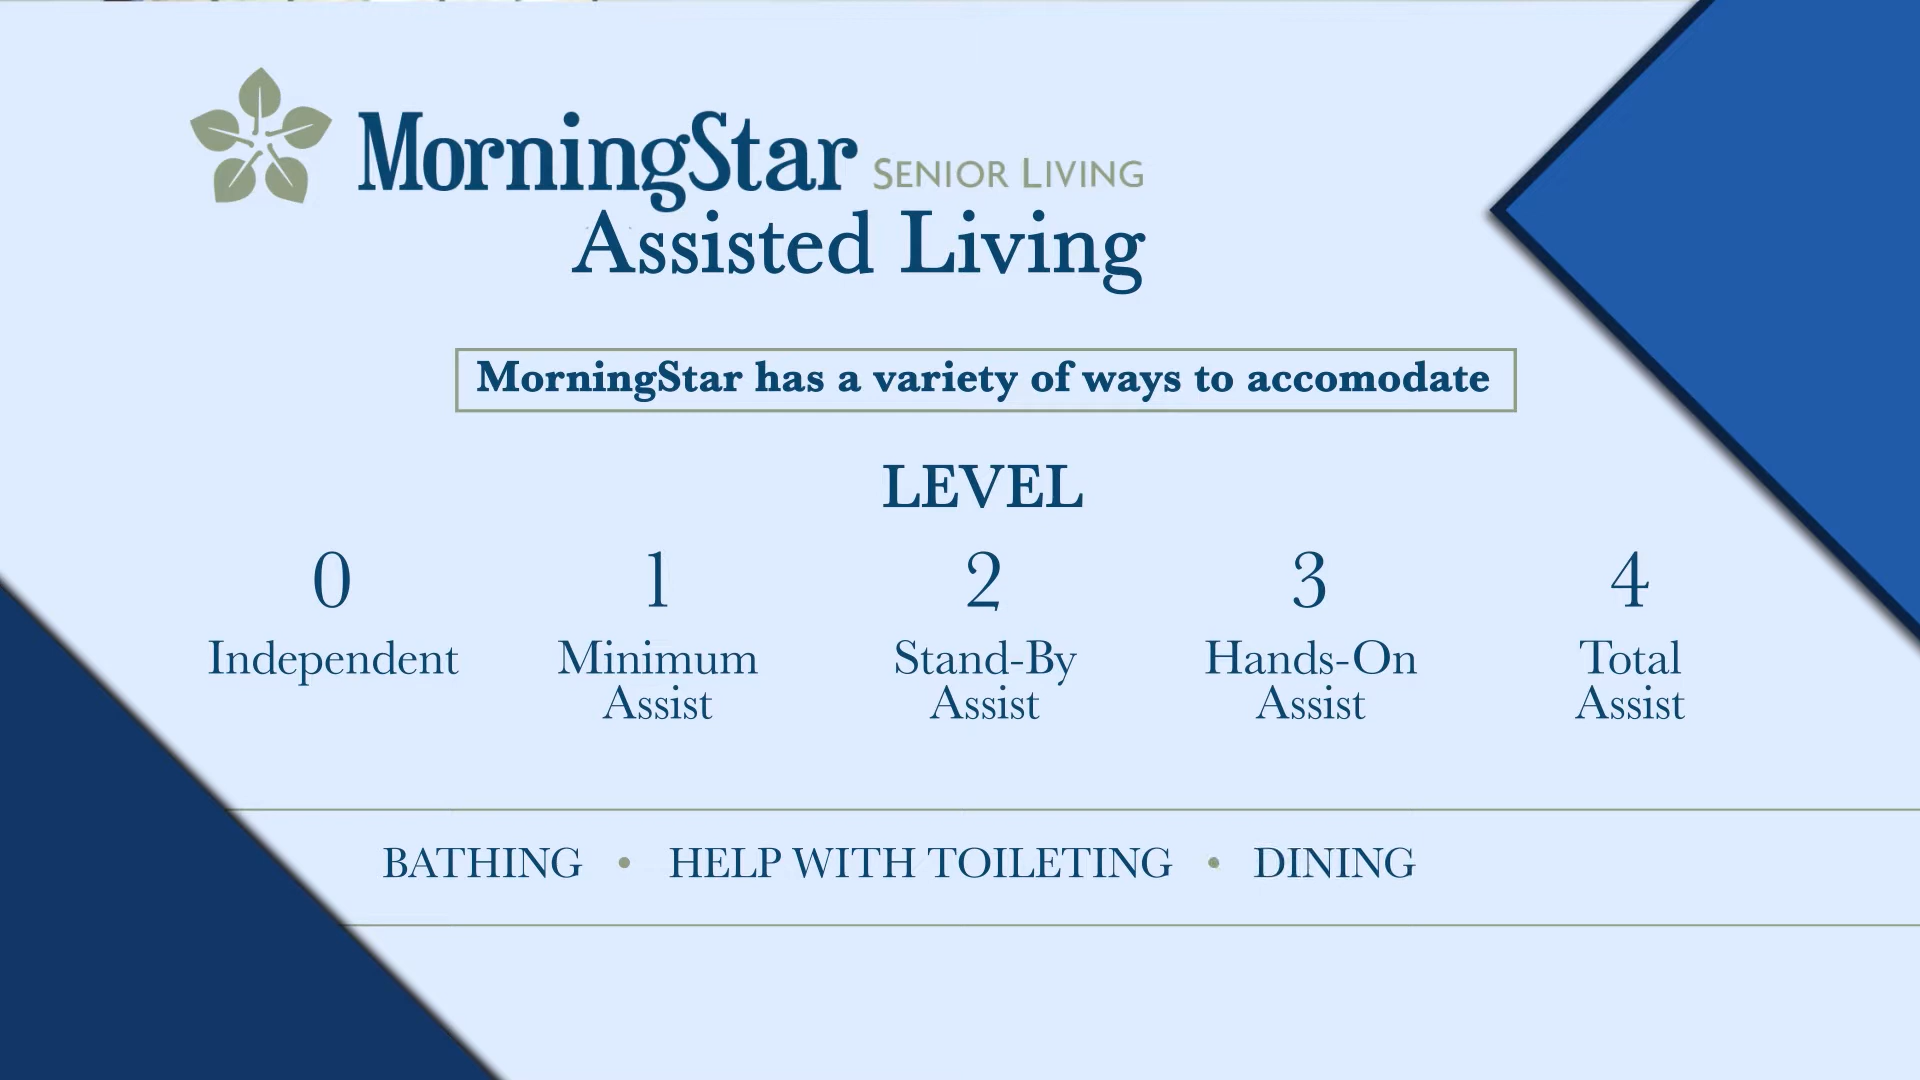 MorningStar SENIOR LIVING
Assisted Living
MorningStar has a variety of ways to accomodate
LEVEL
0 1 2 3 4
Independent Minimum Stand-By Hands-On Total
Assist Assist Assist Assist
BATHING • HELP WITH TOILETING • DINING